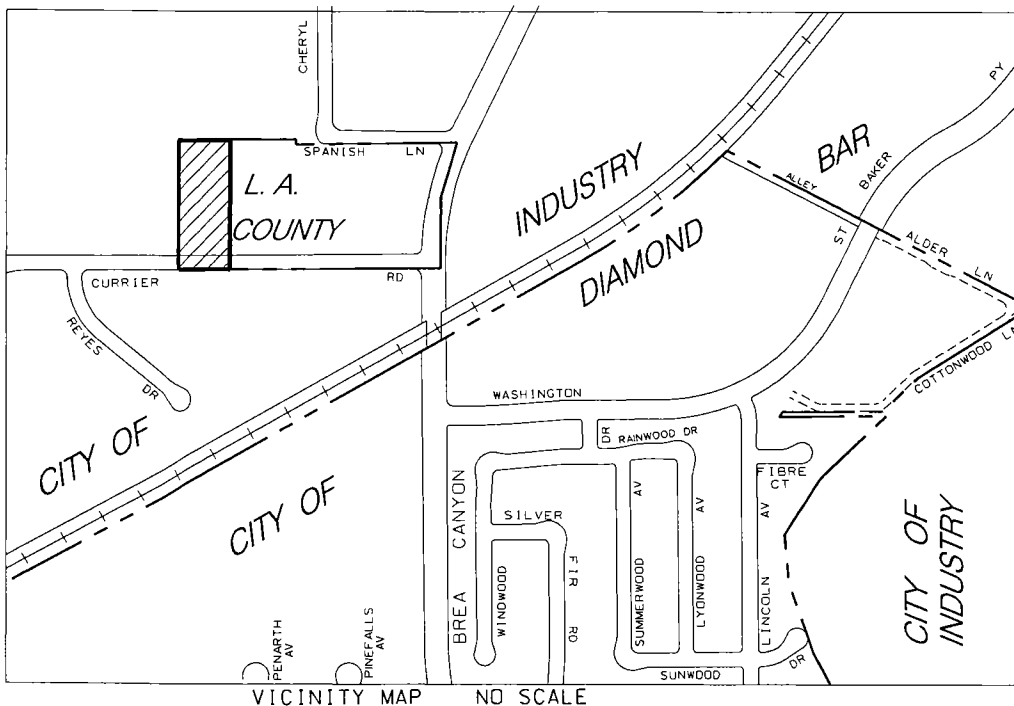 CHERYL
SPANISH LN
L. A.
COUNTY
CURRIER RD
REYES DR
INDUSTRY
DIAMOND
BAR
ALLEY
BAKER
PY
ST
ALDER LN
COTTONWOOD LN
WASHINGTON
DR
RAINWOOD DR
FIBRE
CT
CITY OF
CITY OF
BREA CANYON
SILVER
FIR RD
WINDWOOD
SUMMERWOOD AV
LYONWOOD AV
LINCOLN AV
SUNWOOD DR
CITY OF
INDUSTRY
PENARTH
AV
PINEFALLS
AV
VICINITY MAP NO SCALE